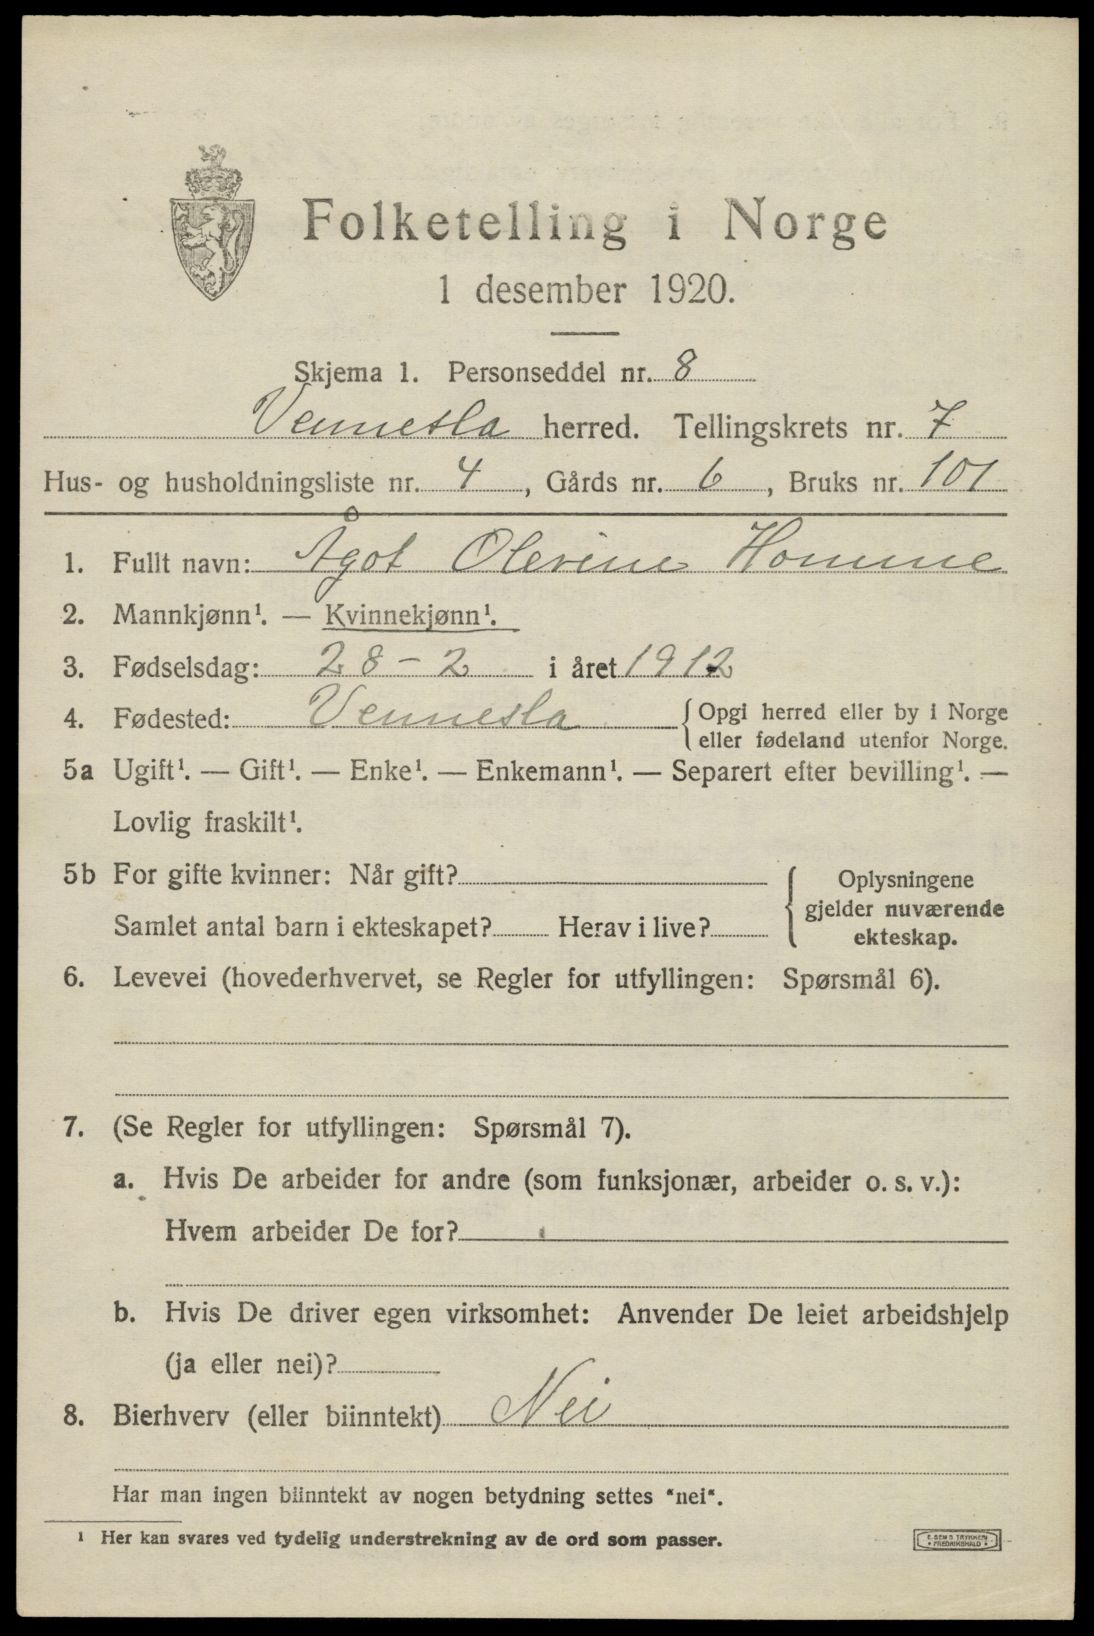 Folketelling i Norge
1 desember 1920.
Skjema 1. Personseddel nr. 8
Vennesla herred. Tellingskrets nr. 7
Hus- og husholdningsliste nr. 4, Gårds nr. 6, Bruks nr. 101
1. Fullt navn: Ågot Olevine Homme
2. Mannkjønn¹. — Kvinnekjønn¹.
3. Fødselsdag: 28-2 i året 1912
4. Fødested: Vennesla {Opgi herred eller by i Norge
eller fødeland utenfor Norge.
5a Ugift¹. — Gift¹. — Enke¹. — Enkemann¹. — Separert efter bevilling¹. —
Lovlig fraskilt¹.
5b For gifte kvinner: Når gift?
Samlet antal barn i ekteskapet? Herav i live?
{ Oplysningene
gjelder nuværende
ekteskap.
6. Levevei (hovederhvervet, se Regler for utfyllingen: Spørsmål 6).
7. (Se Regler for utfyllingen: Spørsmål 7).
a. Hvis De arbeider for andre (som funksjonær, arbeider o. s. v.):
Hvem arbeider De for?
b. Hvis De driver egen virksomhet: Anvender De leiet arbeidshjelp
(ja eller nei)?
8. Bierhverv (eller biinntekt) Nei
Har man ingen biinntekt av nogen betydning settes "nei".
¹ Her kan svares ved tydelig understrekning av de ord som passer.
E. SEM'S TRYKKERI
• FREDRIKSHALD •